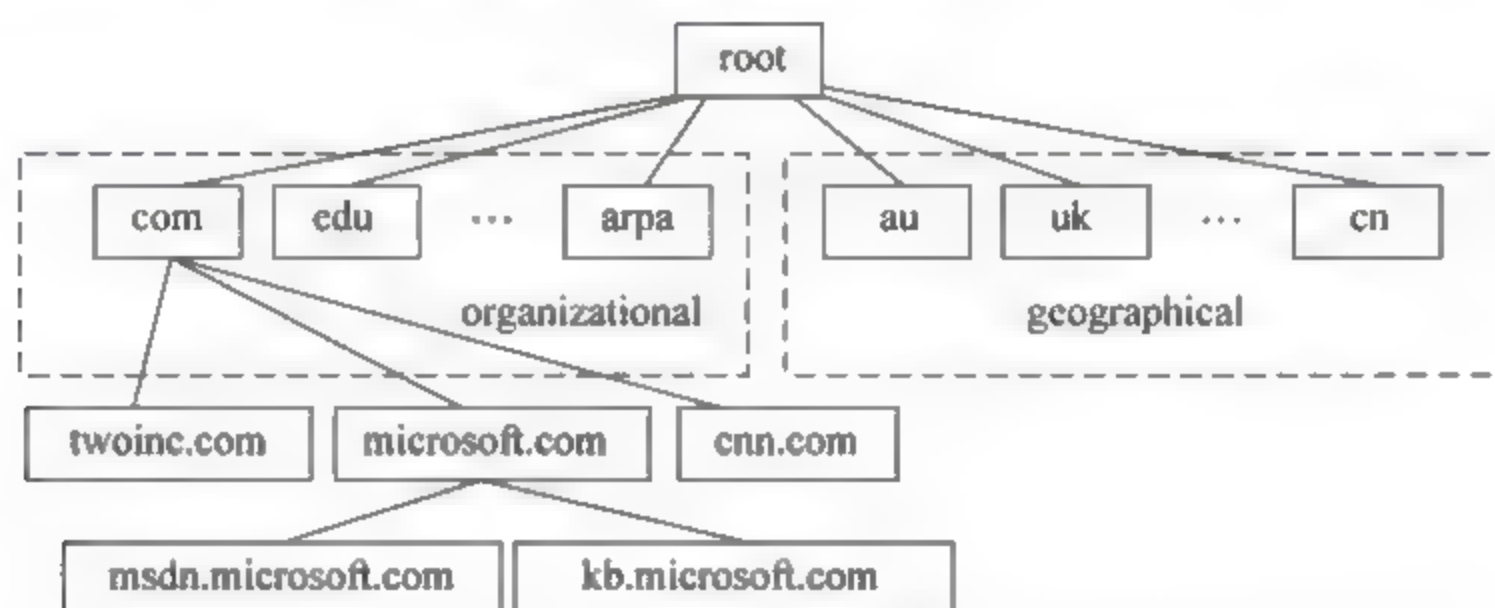 root
com edu ... arpa au uk ... cn
organizational geographical
twoinc.com microsoft.com cnn.com
msdn.microsoft.com kb.microsoft.com